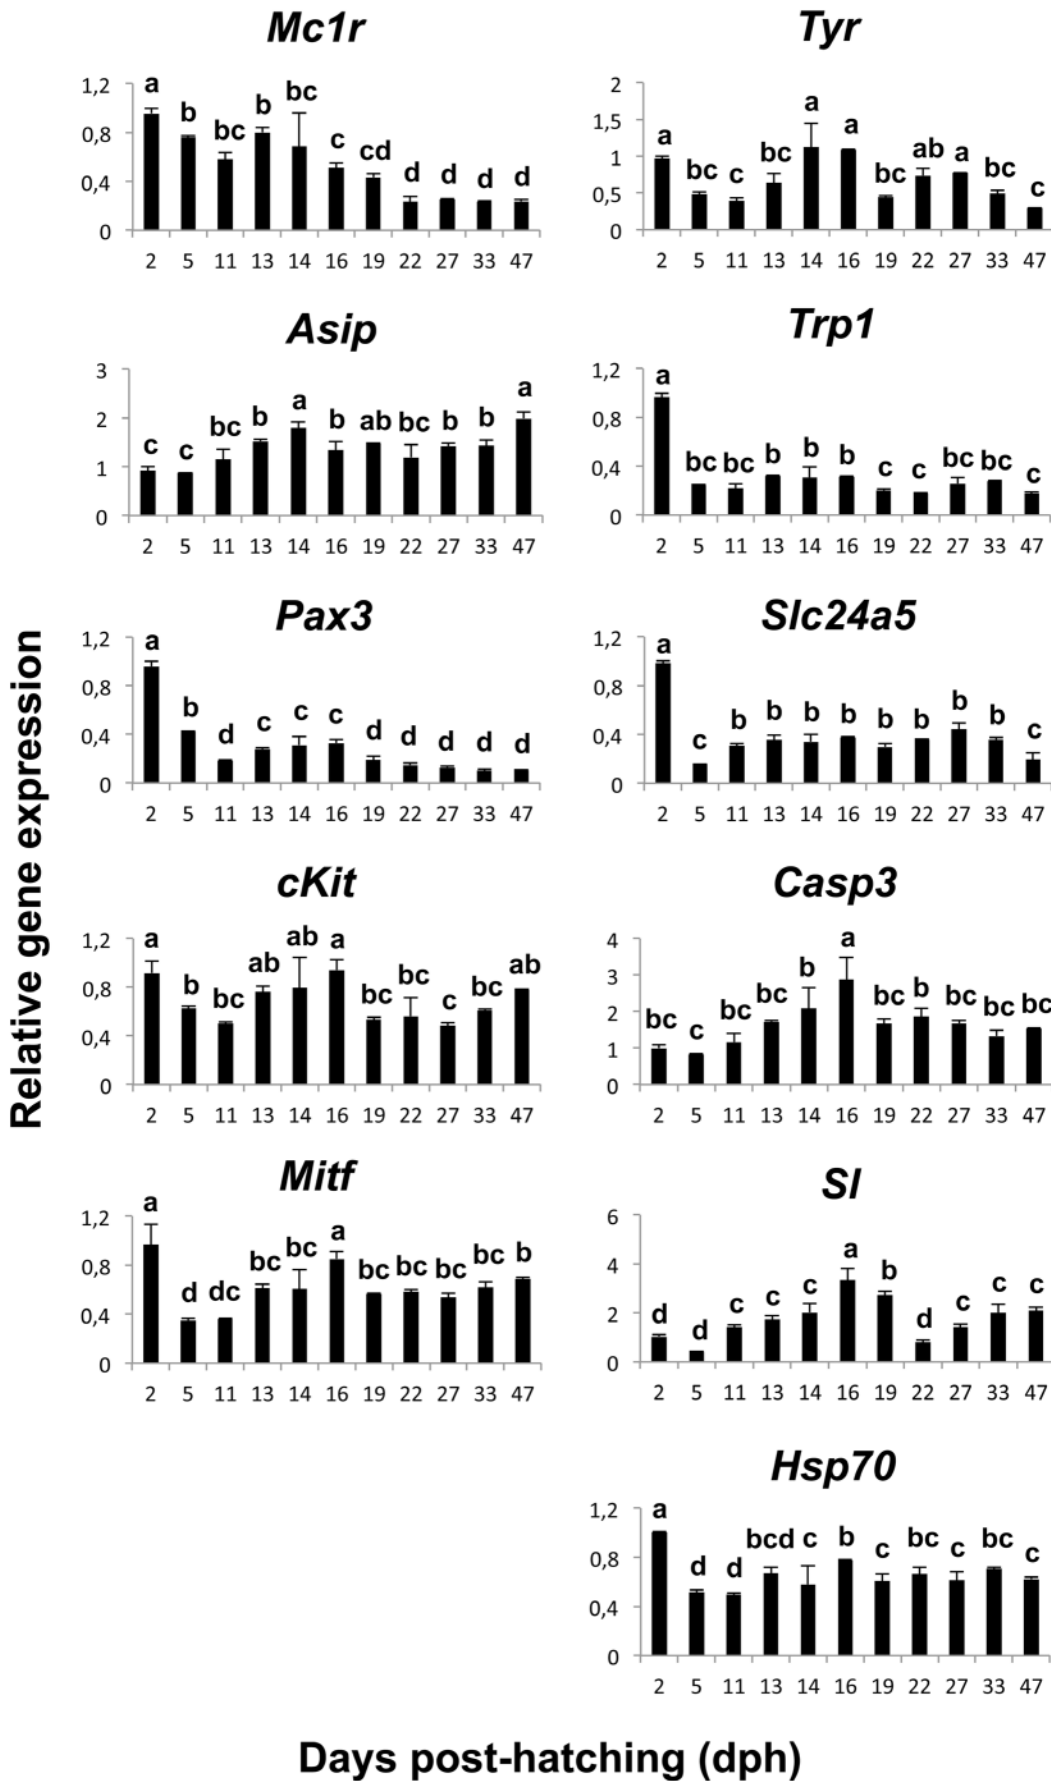 Mc1r
1,2
0,8
0,4
0
a b bc b bc c cd d d d d
2 5 11 13 14 16 19 22 27 33 47
Tyr
2
1,5
1
0,5
0
a bc c bc a a bc ab a bc c
2 5 11 13 14 16 19 22 27 33 47
Asip
3
2
1
0
c c bc b a b ab bc b b a
2 5 11 13 14 16 19 22 27 33 47
Trp1
1,2
0,8
0,4
0
a bc bc b b b c c bc bc c
2 5 11 13 14 16 19 22 27 33 47
Pax3
1,2
0,8
0,4
0
a b d c c c d d d d d
2 5 11 13 14 16 19 22 27 33 47
Slc24a5
1,2
0,8
0,4
0
a c b b b b b b b b c
2 5 11 13 14 16 19 22 27 33 47
Relative gene expression
cKit
1,2
0,8
0,4
0
a b bc ab ab a bc bc c bc ab
2 5 11 13 14 16 19 22 27 33 47
Casp3
4
3
2
1
0
bc c bc bc b a bc b bc bc bc
2 5 11 13 14 16 19 22 27 33 47
Mitf
1,2
0,8
0,4
0
a d dc bc bc a bc bc bc bc b
2 5 11 13 14 16 19 22 27 33 47
Sl
6
4
2
0
d d c c c a b d c c c
2 5 11 13 14 16 19 22 27 33 47
Hsp70
1,2
0,8
0,4
0
a d d bcd c b c bc c bc c
2 5 11 13 14 16 19 22 27 33 47
Days post-hatching (dph)